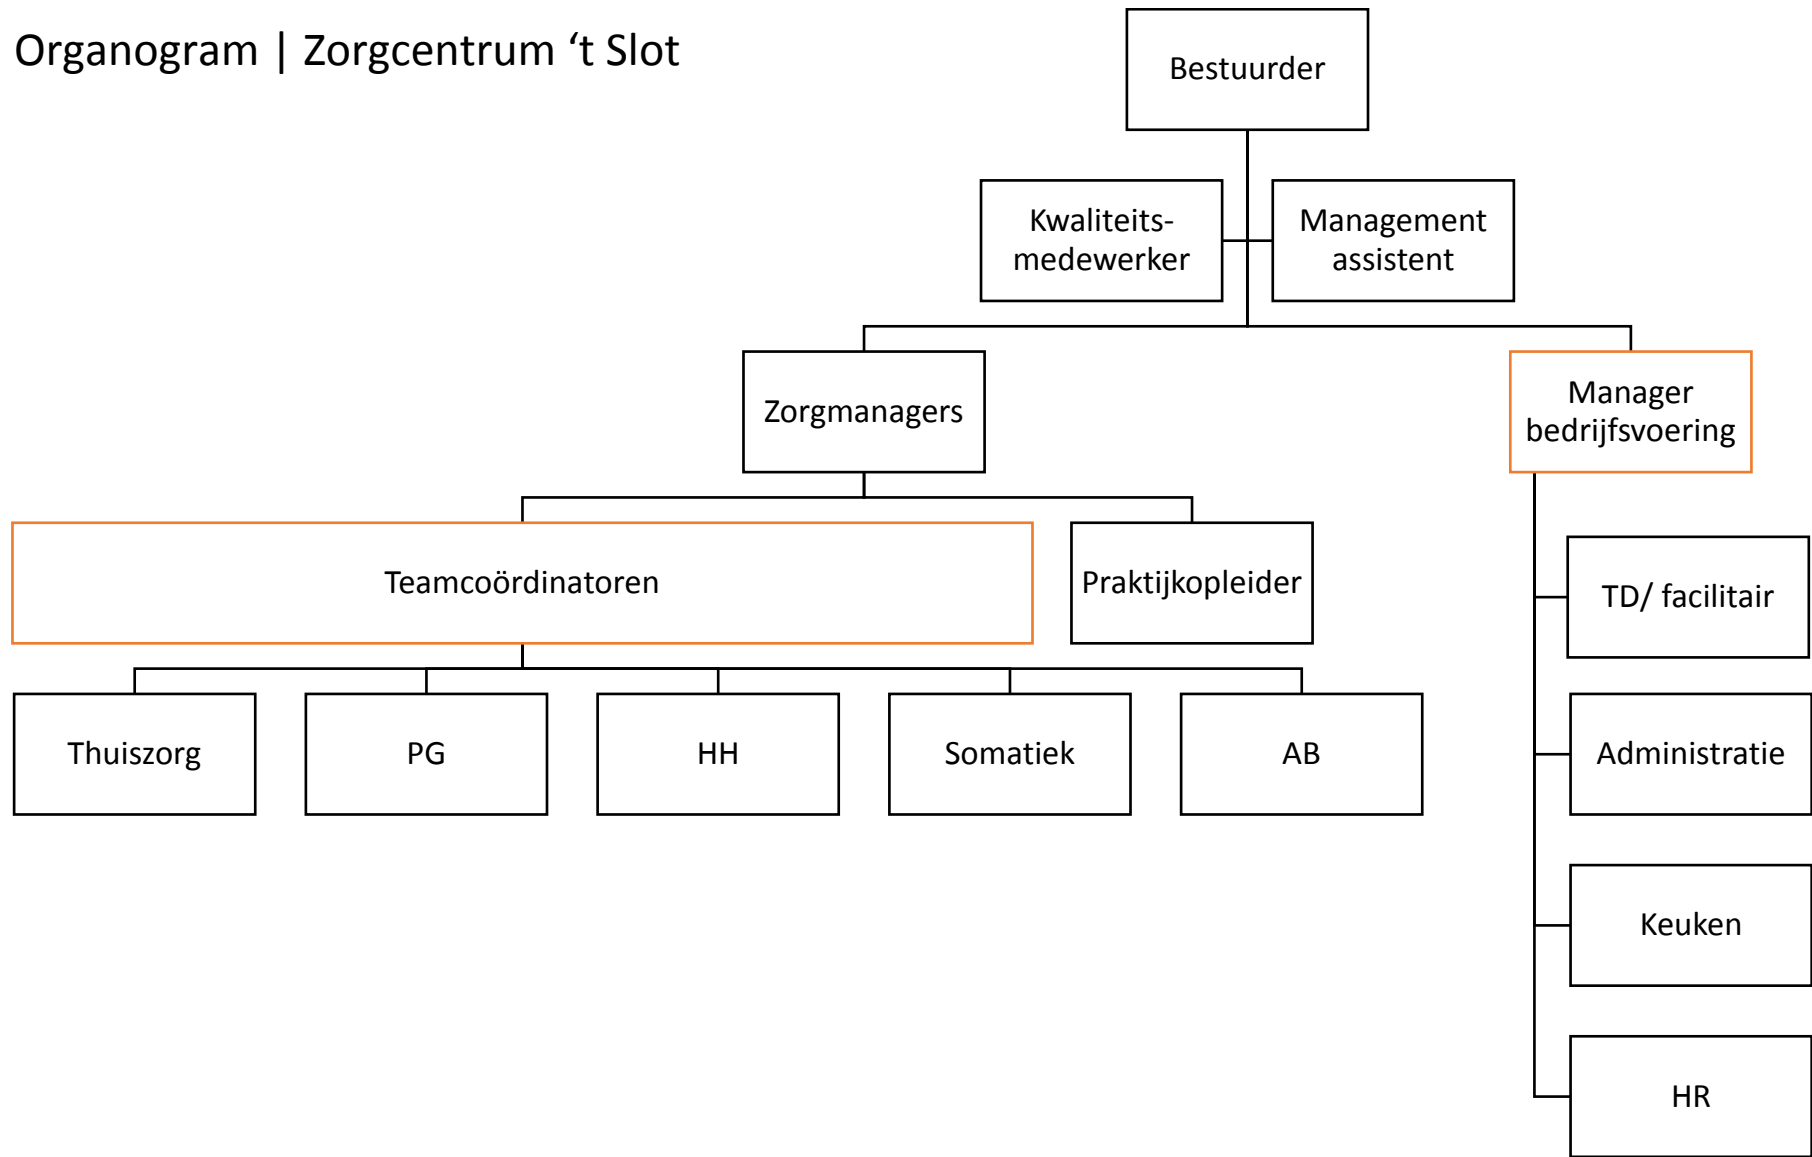 Organogram | Zorgcentrum ‘t Slot
Bestuurder
Kwaliteits-
medewerker
Management
assistent
Zorgmanagers
Manager
bedrijfsvoering
Teamcoördinatoren
Praktijkopleider
TD/ facilitair
Thuiszorg
PG
HH
Somatiek
AB
Administratie
Keuken
HR